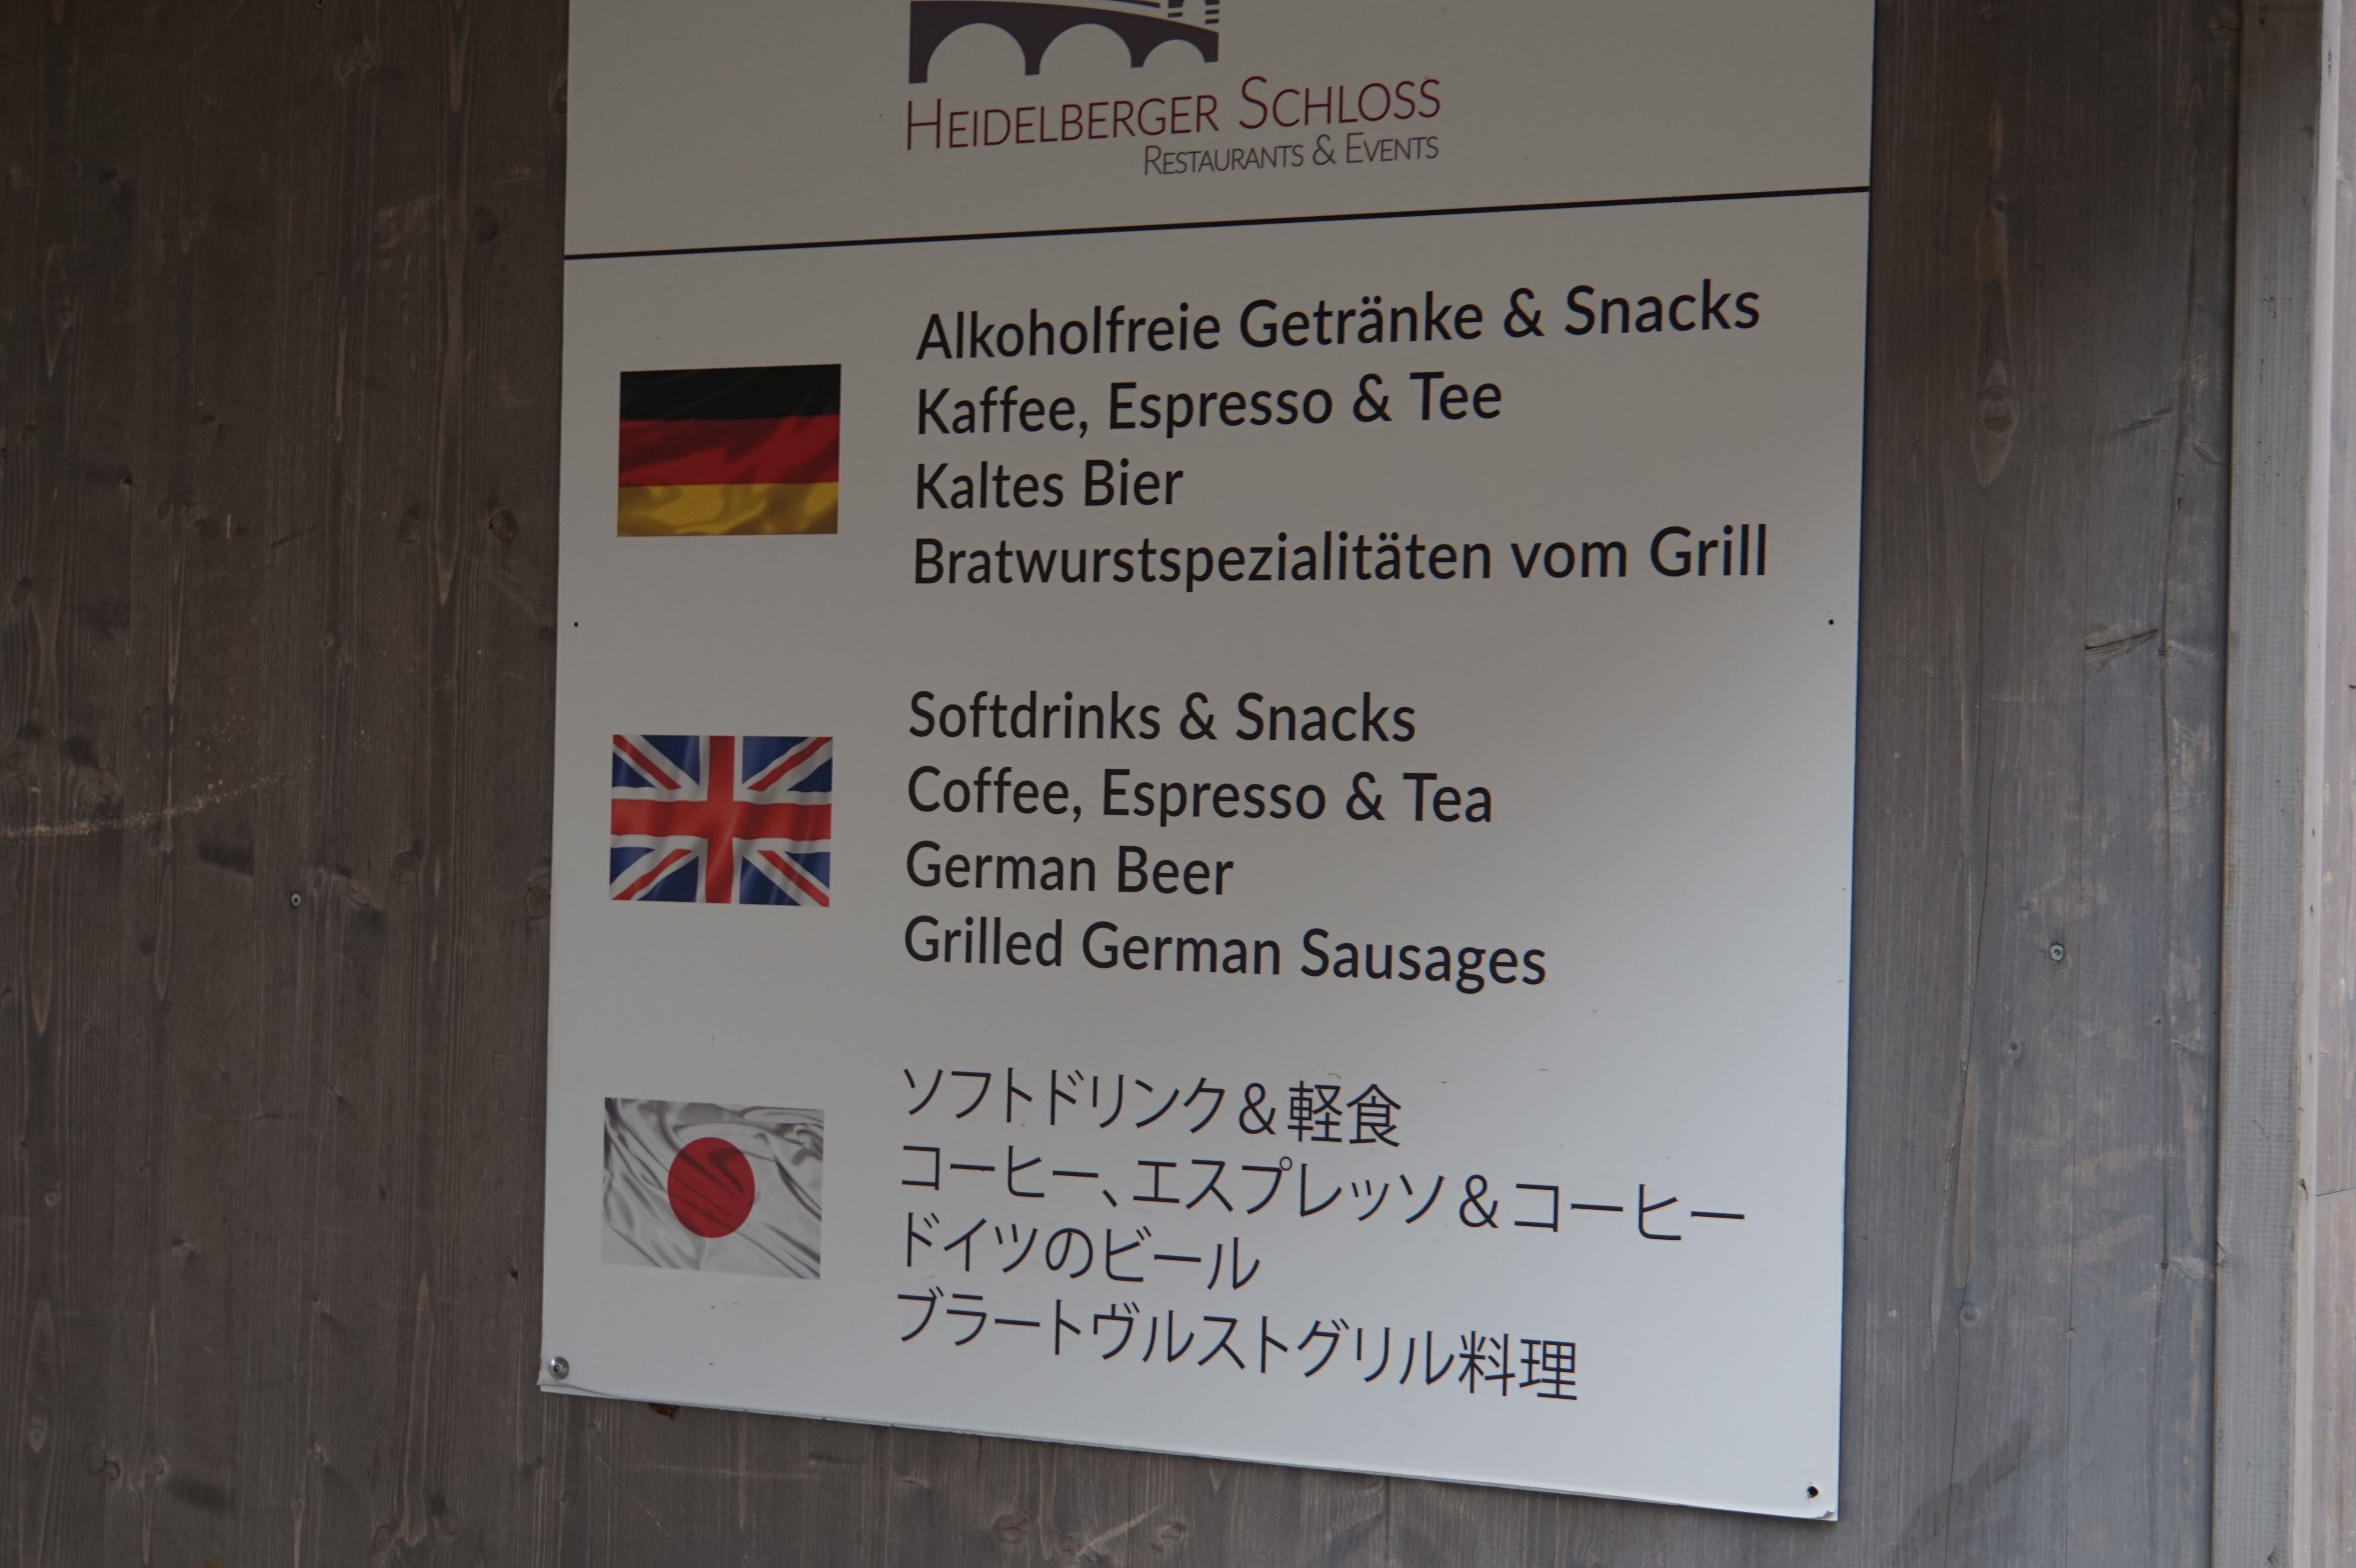 Heidelberger Schloss
Restaurants & Events
Alkoholfreie Getränke & Snacks
Kaffee, Espresso & Tee
Kaltes Bier
Bratwurstspezialitäten vom Grill
Softdrinks & Snacks
Coffee, Espresso & Tea
German Beer
Grilled German Sausages
ソフトドリンク＆軽食
コーヒー、エスプレッソ＆コーヒー
ドイツのビール
ブラートヴルストグリル料理